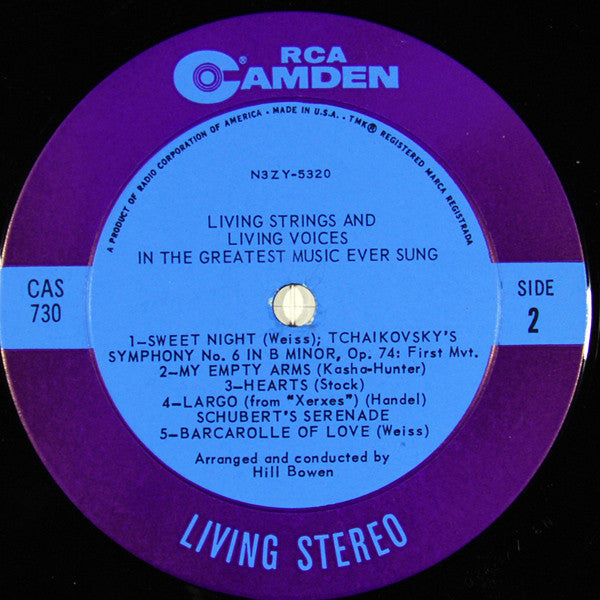 RCA
CAMDEN®
A PRODUCT OF RADIO CORPORATION OF AMERICA - MADE IN U.S.A. - TMK ® REGISTERED MARCA REGISTRADA
N3ZY-5320
LIVING STRINGS AND
LIVING VOICES
IN THE GREATEST MUSIC EVER SUNG
CAS
730
SIDE
2
1—SWEET NIGHT (Weiss); TCHAIKOVSKY'S
SYMPHONY No. 6 IN B MINOR, Op. 74: First Mvt.
2—MY EMPTY ARMS (Kasha-Hunter)
3—HEARTS (Stock)
4—LARGO (from "Xerxes") (Handel)
SCHUBERT'S SERENADE
5—BARCAROLLE OF LOVE (Weiss)
Arranged and conducted by
Hill Bowen
LIVING STEREO